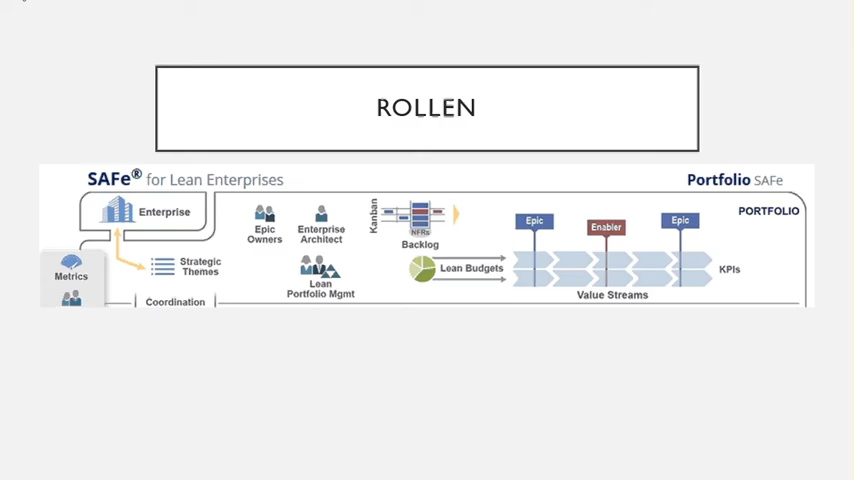 ROLLEN
SAFe® for Lean Enterprises
Portfolio SAFe
Enterprise
Epic
Owners
Enterprise
Architect
Kanban
NFRs
Backlog
Epic
Enabler
Epic
PORTFOLIO
Metrics
Strategic
Themes
Lean
Portfolio Mgmt
Lean Budgets
KPIs
Value Streams
Coordination